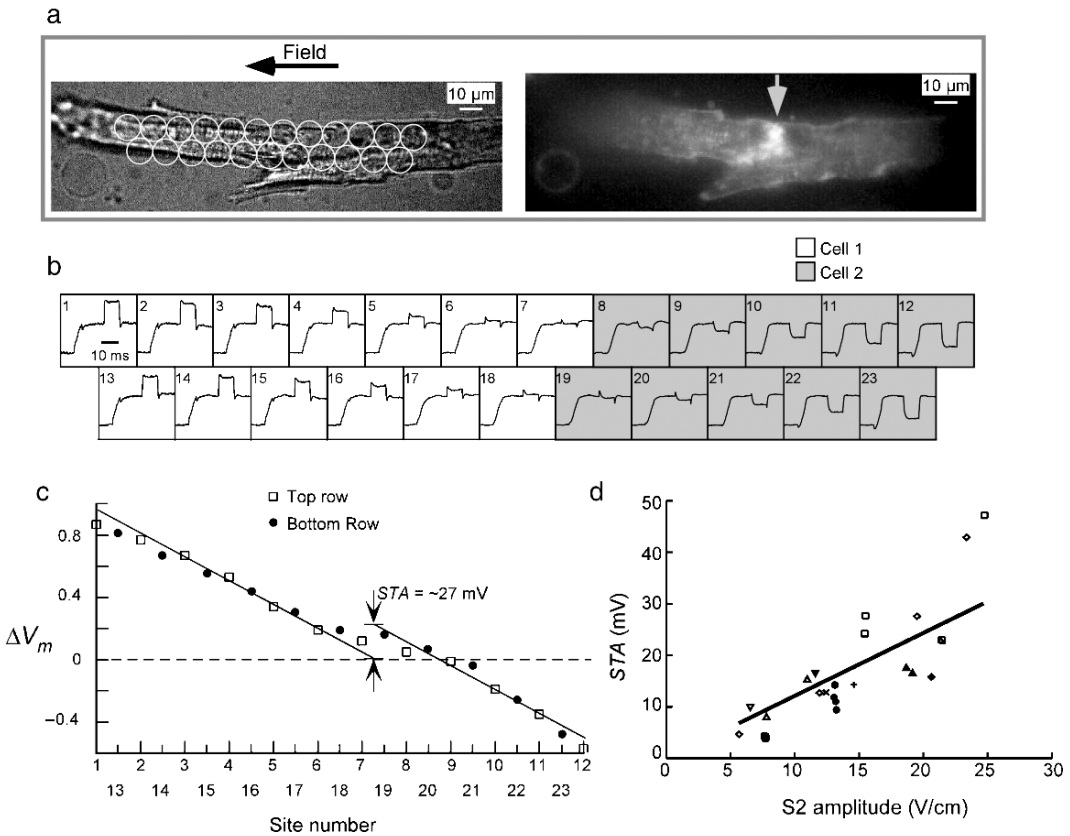 a
Field
10 µm
10 µm
b
Cell 1
Cell 2
1 2 3 4 5 6 7 8 9 10 11 12
10 ms
13 14 15 16 17 18 19 20 21 22 23
c
Top row
Bottom Row
0.8
0.4
0
−0.4
ΔVm
STA = ~27 mV
1 2 3 4 5 6 7 8 9 10 11 12
13 14 15 16 17 18 19 20 21 22 23
Site number
d
50
40
30
20
10
0
STA (mV)
0 5 10 15 20 25 30
S2 amplitude (V/cm)